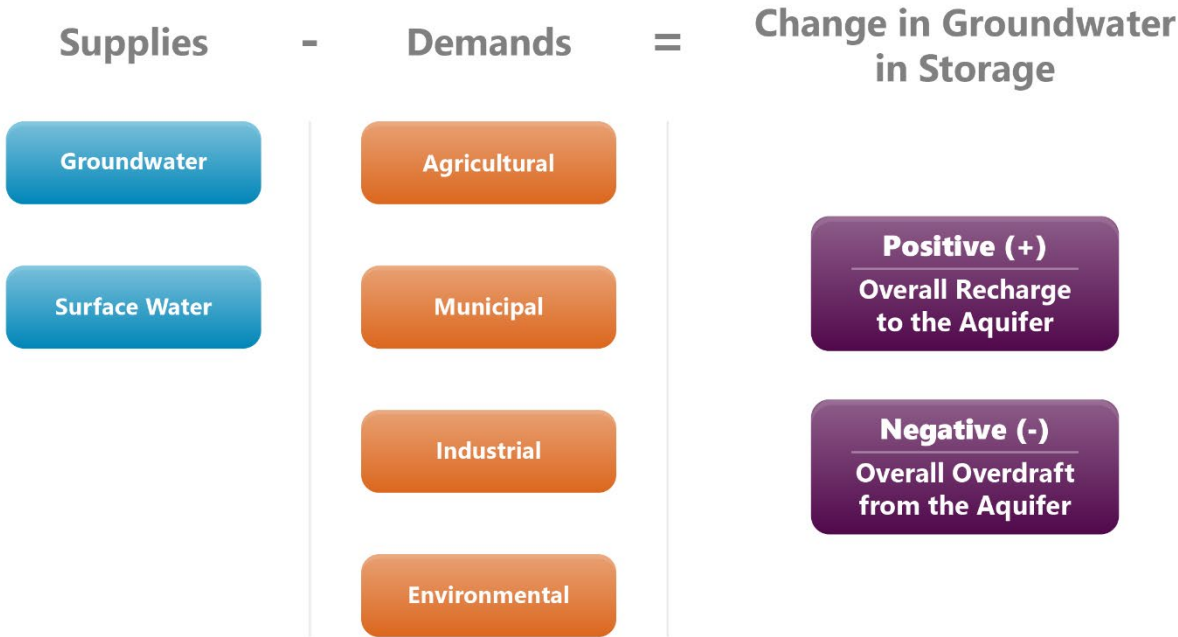 Supplies - Demands = Change in Groundwater
in Storage
Groundwater
Surface Water
Agricultural
Municipal
Industrial
Environmental
Positive (+)
Overall Recharge
to the Aquifer
Negative (-)
Overall Overdraft
from the Aquifer